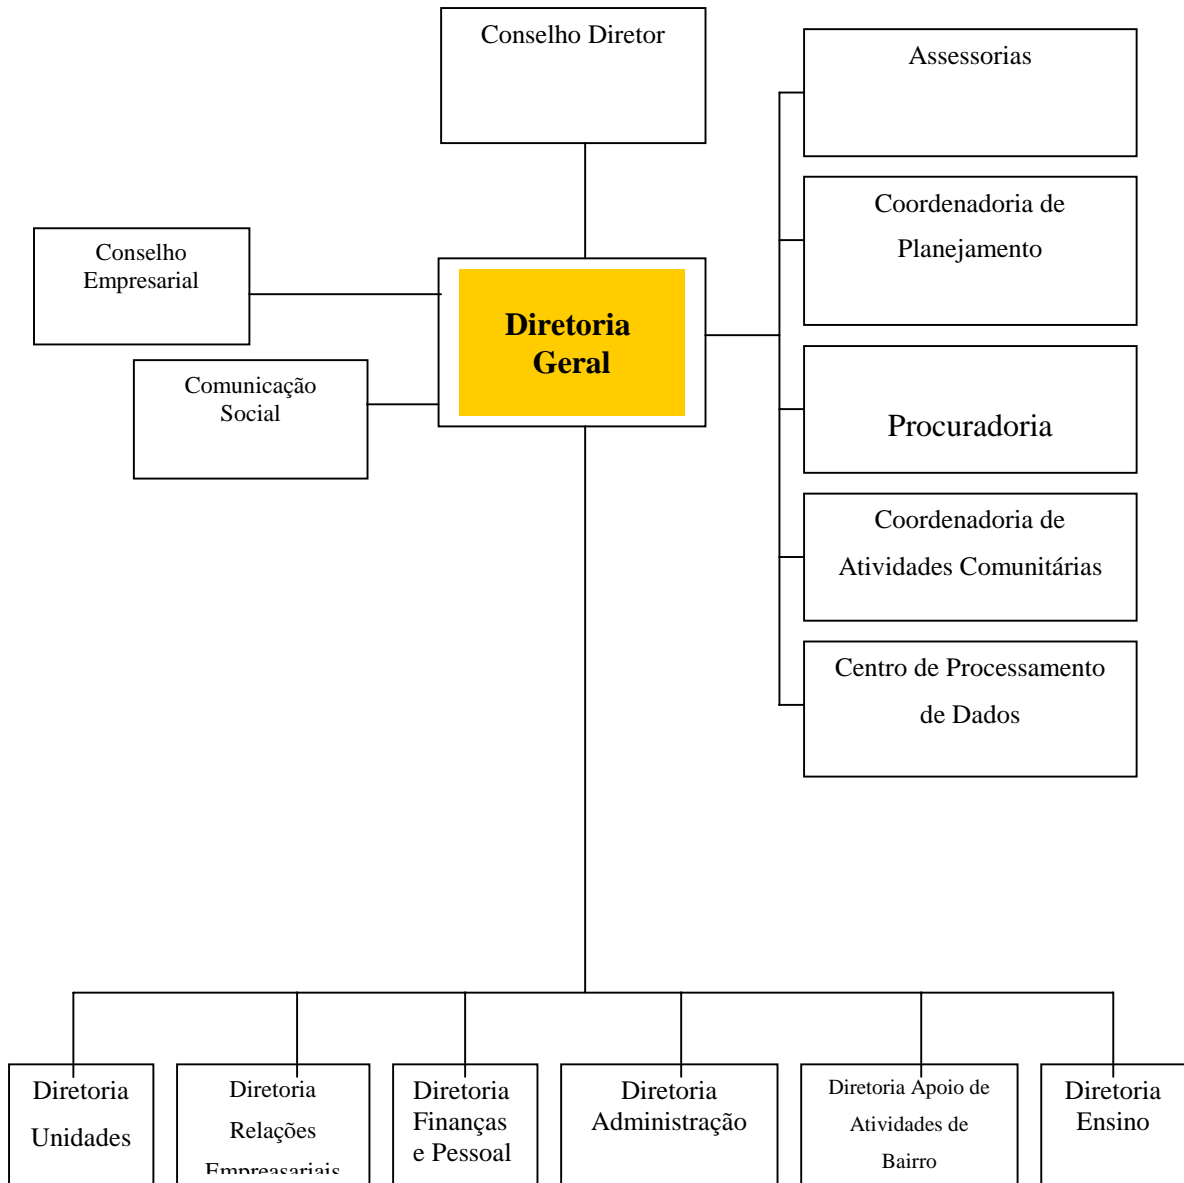 Conselho Diretor
Assessorias
Coordenadoria de
Planejamento
Conselho
Empresarial
Diretoria
Geral
Comunicação
Social
Procuradoria
Coordenadoria de
Atividades Comunitárias
Centro de Processamento
de Dados
Diretoria
Unidades
Diretoria
Relações
Empreasariais
Diretoria
Finanças
e Pessoal
Diretoria
Administração
Diretoria Apoio de
Atividades de
Bairro
Diretoria
Ensino